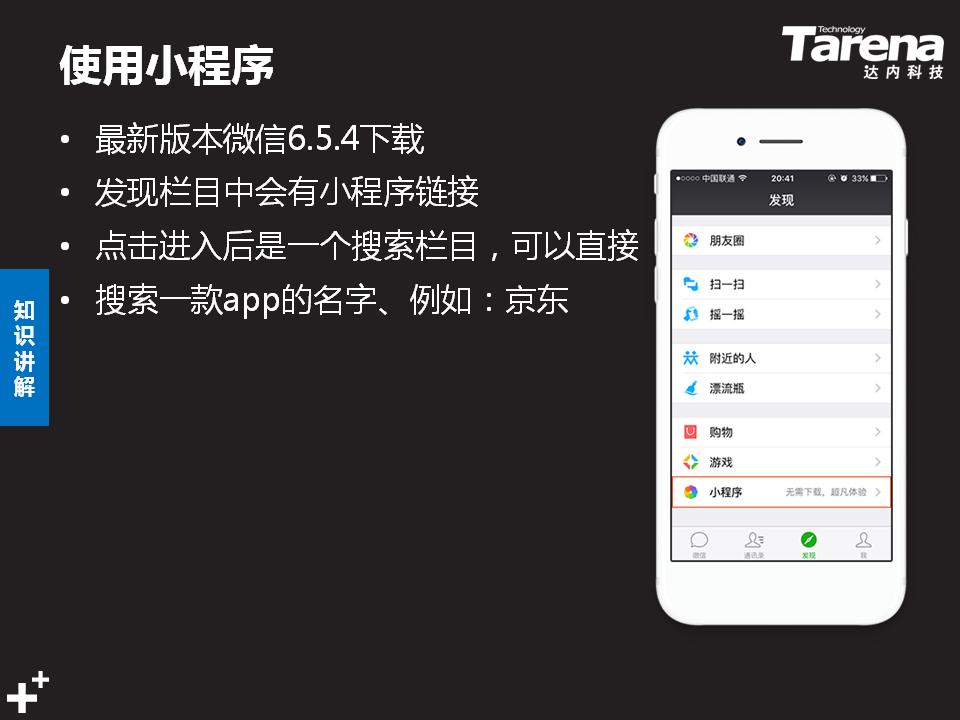 使用小程序
Technology
Tarena
达内科技
• 最新版本微信6.5.4下载
• 发现栏目中会有小程序链接
• 点击进入后是一个搜索栏目，可以直接
• 搜索一款app的名字、例如：京东
知
识
讲
解
中国联通 20:41 33%
发现
朋友圈
扫一扫
摇一摇
附近的人
漂流瓶
购物
游戏
小程序 无需下载，超凡体验
微信 通讯录 发现 我